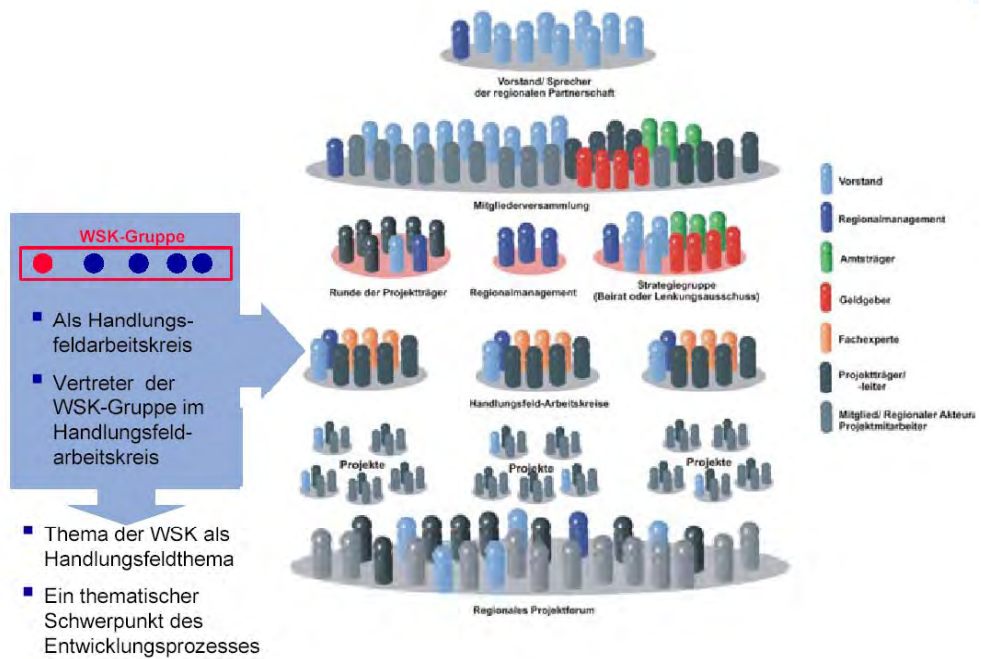 Vorstand/ Sprecher
der regionalen Partnerschaft
Mitgliederversammlung
Runde der Projektträger
Regionalmanagement
Strategiegruppe
(Beirat oder Lenkungsausschuss)
Handlungsfeld-Arbeitskreise
Projekte
Projekte
Projekte
Regionales Projektforum
WSK-Gruppe
Als Handlungs-
feldarbeitskreis
Vertreter der
WSK-Gruppe im
Handlungsfeld-
arbeitskreis
Thema der WSK als
Handlungsfeldthema
Ein thematischer
Schwerpunkt des
Entwicklungsprozesses
Vorstand
Regionalmanagement
Amtsträger
Geldgeber
Fachexperte
Projektträger/
-leiter
Mitglied/ Regionaler Akteur/
Projektmitarbeiter